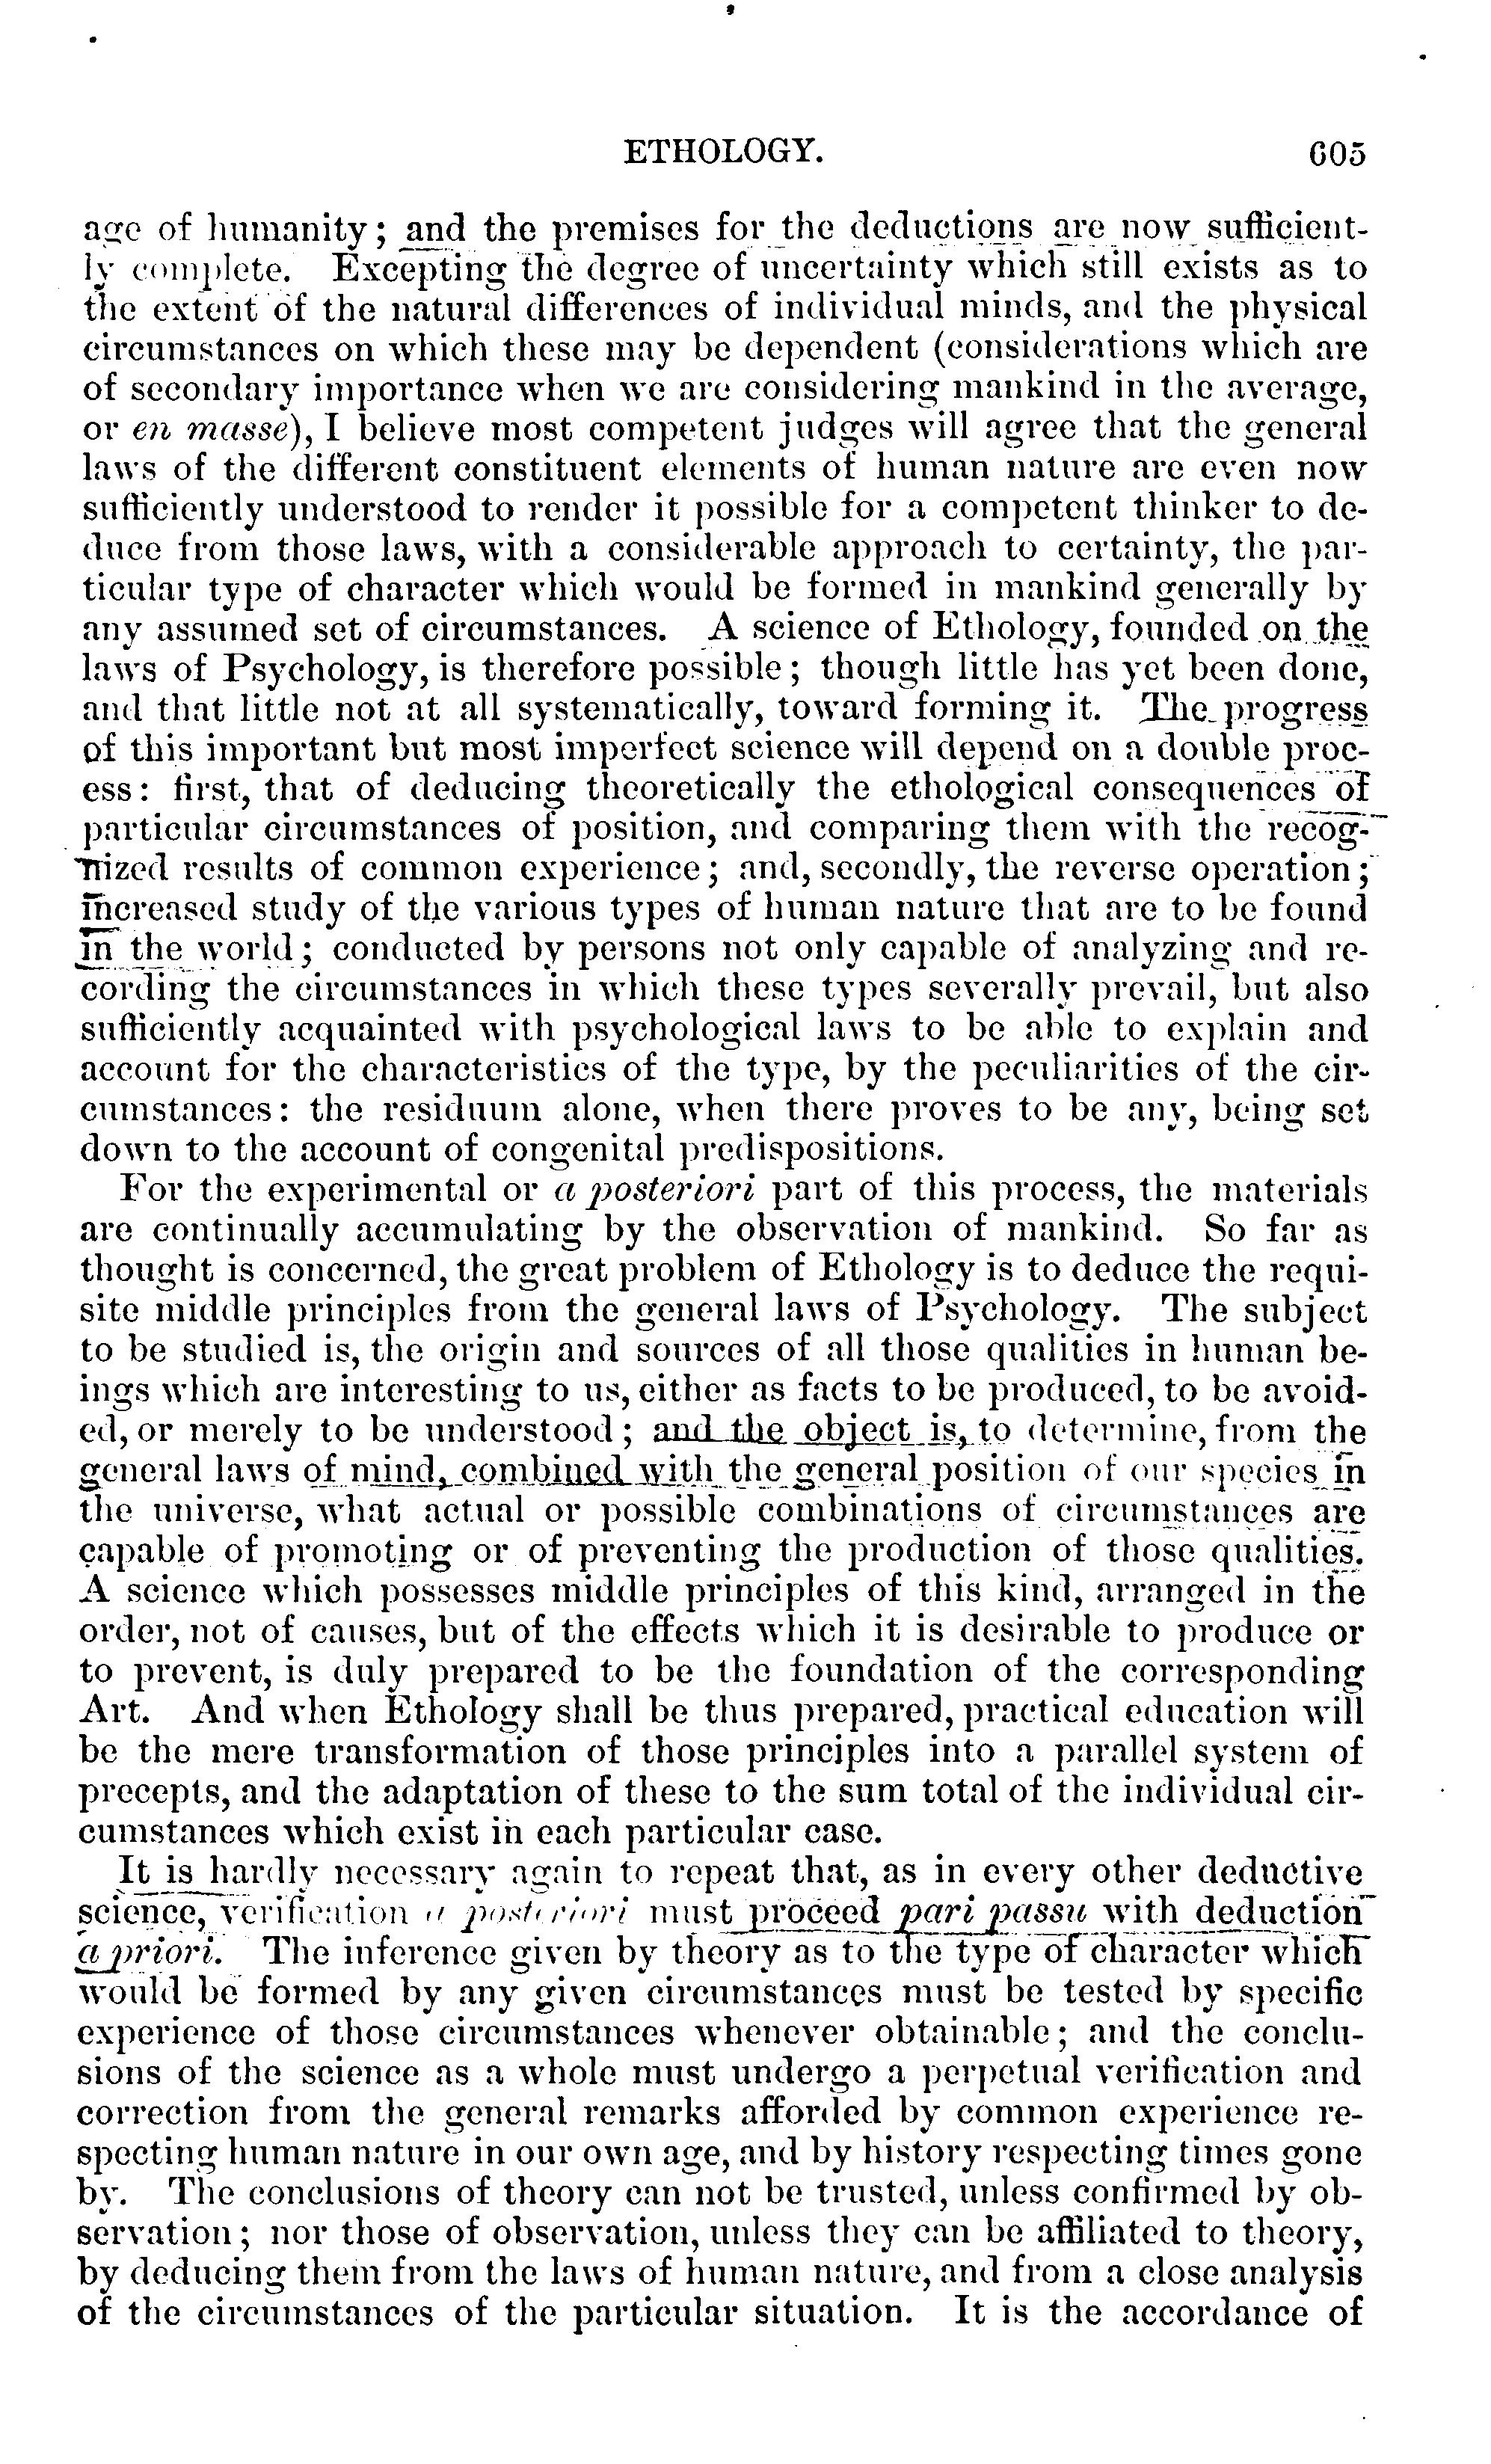 ETHOLOGY. 605
age of humanity; and the premises for the deductions are now sufficient-
ly complete. Excepting the degree of uncertainty which still exists as to
the extent of the natural differences of individual minds, and the physical
circumstances on which these may be dependent (considerations which are
of secondary importance when we are considering mankind in the average,
or en masse), I believe most competent judges will agree that the general
laws of the different constituent elements of human nature are even now
sufficiently understood to render it possible for a competent thinker to de-
duce from those laws, with a considerable approach to certainty, the par-
ticular type of character which would be formed in mankind generally by
any assumed set of circumstances. A science of Ethology, founded on the
laws of Psychology, is therefore possible; though little has yet been done,
and that little not at all systematically, toward forming it. The progress
of this important but most imperfect science will depend on a double proc-
ess: first, that of deducing theoretically the ethological consequences of
particular circumstances of position, and comparing them with the recog-
nized results of common experience; and, secondly, the reverse operation;
increased study of the various types of human nature that are to be found
in the world; conducted by persons not only capable of analyzing and re-
cording the circumstances in which these types severally prevail, but also
sufficiently acquainted with psychological laws to be able to explain and
account for the characteristics of the type, by the peculiarities of the cir-
cumstances: the residuum alone, when there proves to be any, being set
down to the account of congenital predispositions.
For the experimental or a posteriori part of this process, the materials
are continually accumulating by the observation of mankind. So far as
thought is concerned, the great problem of Ethology is to deduce the requi-
site middle principles from the general laws of Psychology. The subject
to be studied is, the origin and sources of all those qualities in human be-
ings which are interesting to us, either as facts to be produced, to be avoid-
ed, or merely to be understood; and the object is, to determine, from the
general laws of mind, combined with the general position of our species in
the universe, what actual or possible combinations of circumstances are
capable of promoting or of preventing the production of those qualities.
A science which possesses middle principles of this kind, arranged in the
order, not of causes, but of the effects which it is desirable to produce or
to prevent, is duly prepared to be the foundation of the corresponding
Art. And when Ethology shall be thus prepared, practical education will
be the mere transformation of those principles into a parallel system of
precepts, and the adaptation of these to the sum total of the individual cir-
cumstances which exist in each particular case.
It is hardly necessary again to repeat that, as in every other deductive
science, verification a posteriori must proceed pari passu with deduction
a priori. The inference given by theory as to the type of character which
would be formed by any given circumstances must be tested by specific
experience of those circumstances whenever obtainable; and the conclu-
sions of the science as a whole must undergo a perpetual verification and
correction from the general remarks afforded by common experience re-
specting human nature in our own age, and by history respecting times gone
by. The conclusions of theory can not be trusted, unless confirmed by ob-
servation; nor those of observation, unless they can be affiliated to theory,
by deducing them from the laws of human nature, and from a close analysis
of the circumstances of the particular situation. It is the accordance of